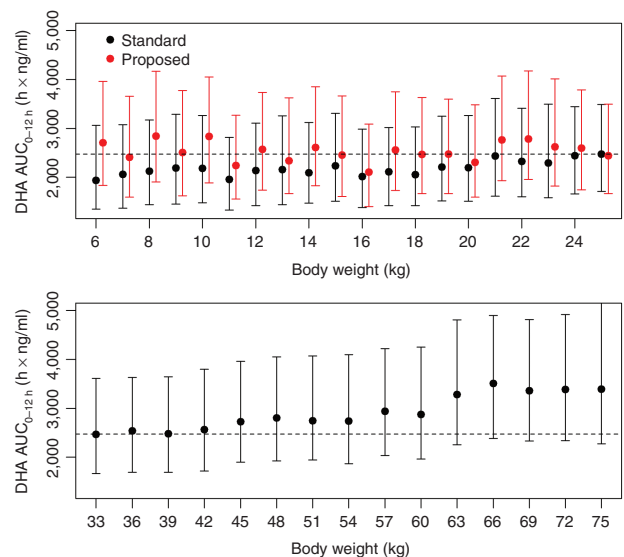 DHA AUC0–12 h (h × ng/ml)
5,000
4,000
3,000
2,000
Standard
Proposed
6 8 10 12 14 16 18 20 22 24
Body weight (kg)
DHA AUC0–12 h (h × ng/ml)
5,000
4,000
3,000
2,000
33 36 39 42 45 48 51 54 57 60 63 66 69 72 75
Body weight (kg)